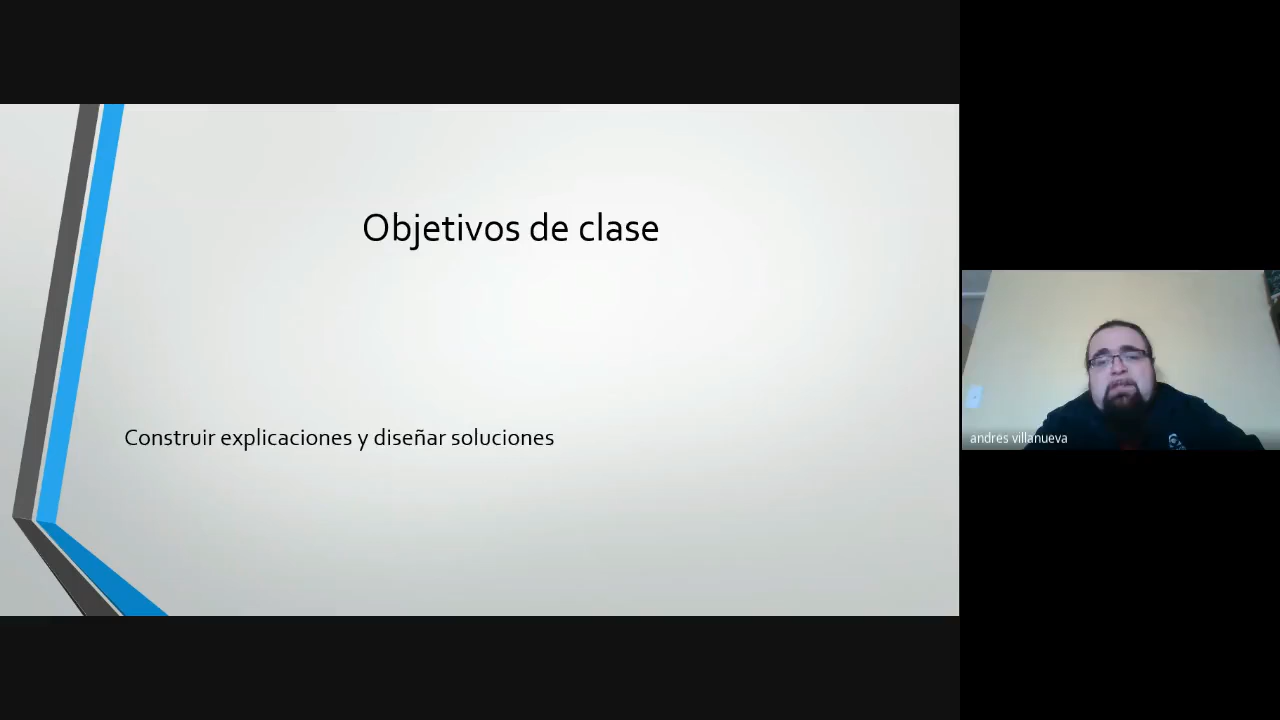 Objetivos de clase
Construir explicaciones y diseñar soluciones
andres villanueva